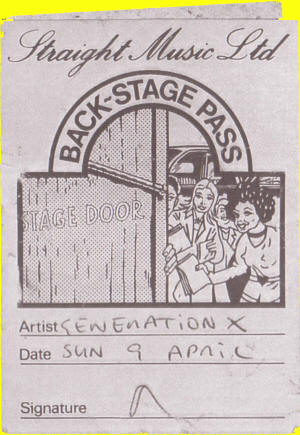 Straight Music Ltd
BACK-STAGE PASS
STAGE DOOR
Artist GENERATION X
Date SUN 9 APRIL
Signature